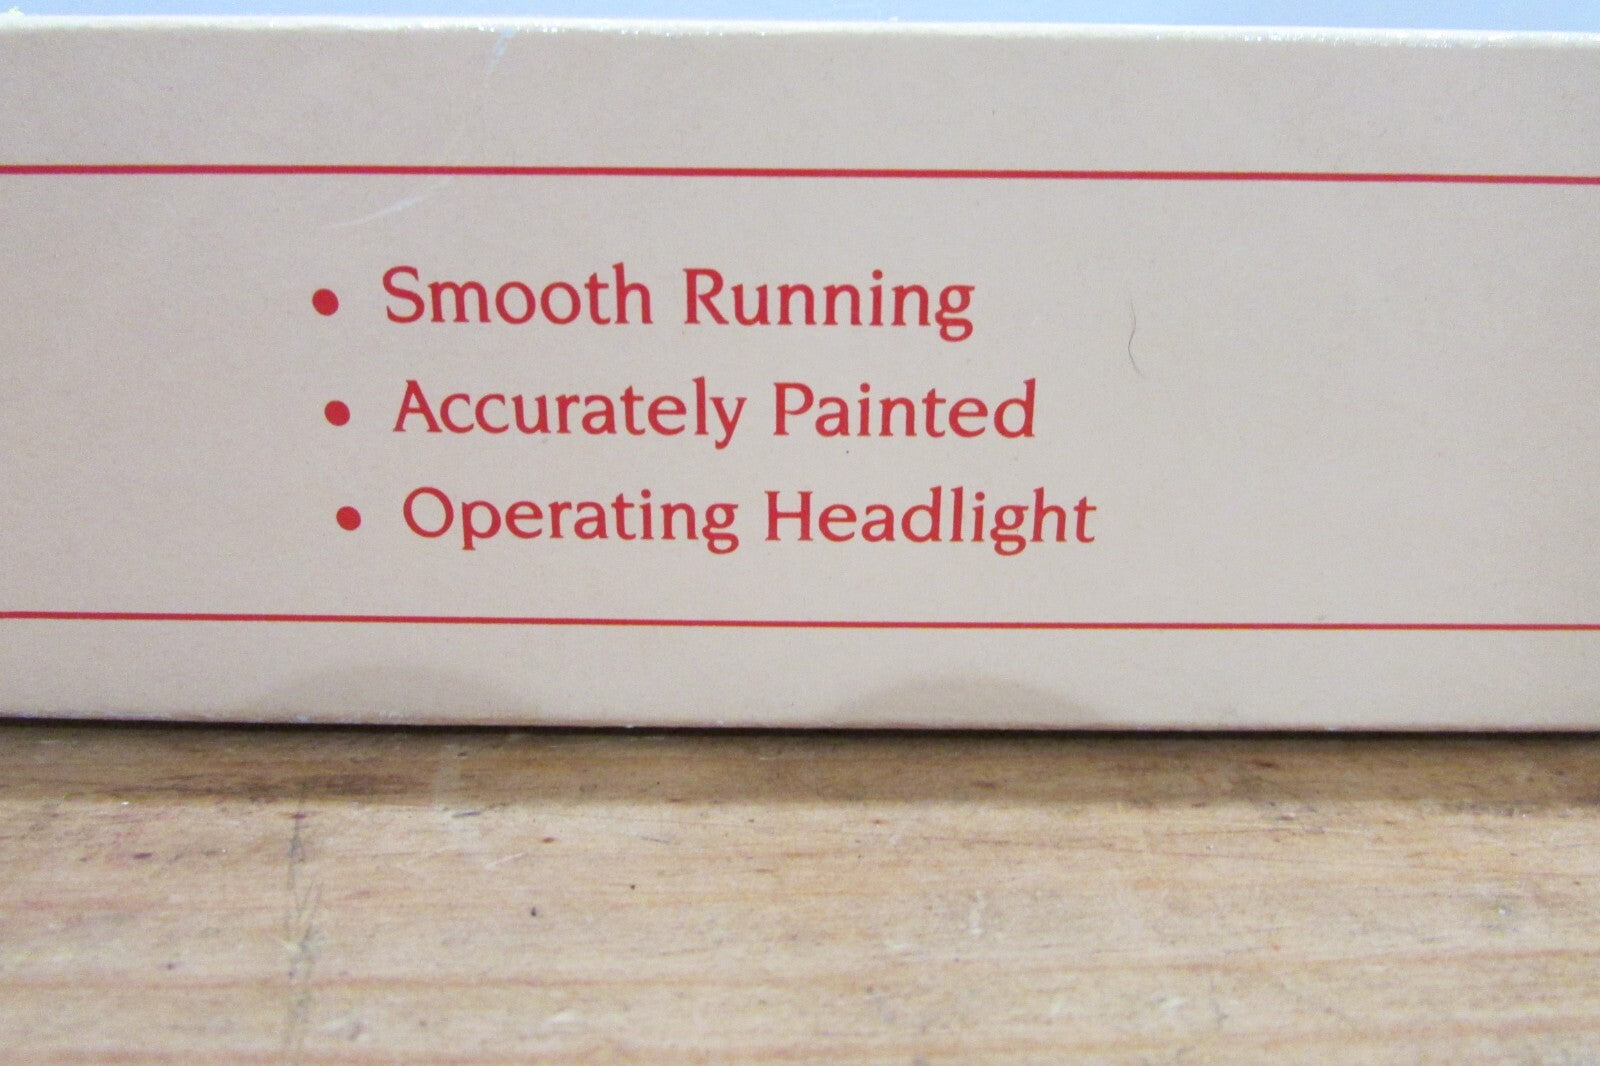 • Smooth Running
• Accurately Painted
• Operating Headlight